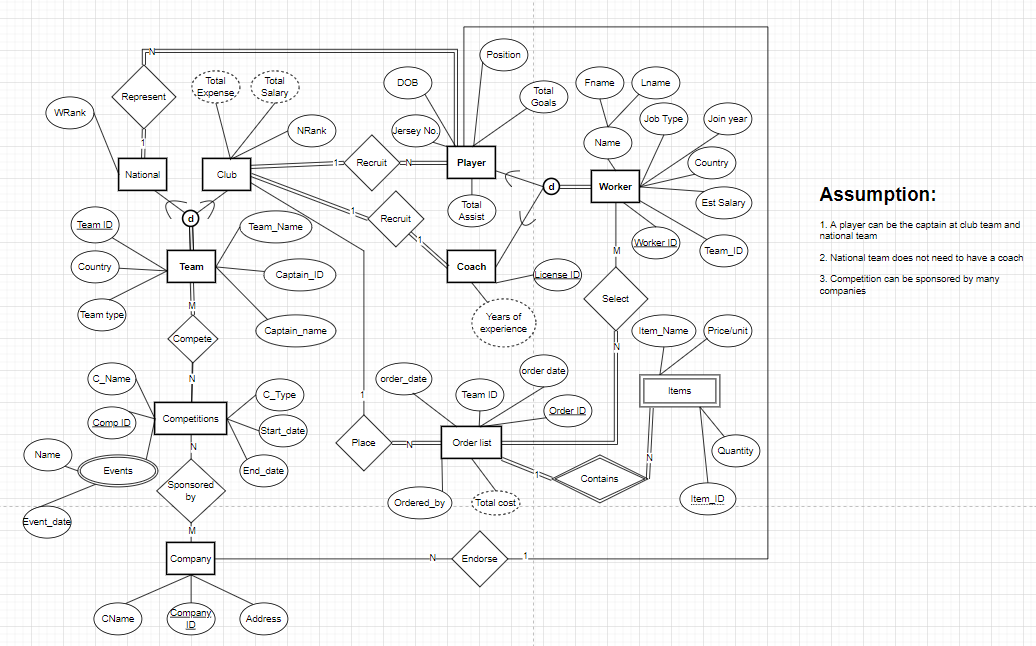 N
Position
Total
Expense
Total
Salary
DOB
Total
Goals
Fname
Lname
Represent
WRank
NRank
Jersey No.
Job Type
Join year
1
Name
National
Club
1
Recruit
N
Player
Country
d
Worker
Est Salary
Assumption:
Total
Assist
1
Recruit
1
d
Team ID
Team_Name
Worker ID
Team_ID
M
1. A player can be the captain at club team and
national team
2. National team does not need to have a coach
3. Competition can be sponsored by many
companies
Country
Team
Captain_ID
Coach
License ID
Team type
M
Select
Years of
experience
Compete
Captain_name
Item_Name
Price/unit
N
C_Name
N
order_date
order date
C_Type
1
Team ID
Items
Comp ID
Competitions
Start_date
Order ID
Place
N
Order list
Name
N
Events
End_date
N
Quantity
Sponsored
by
1
Contains
Ordered_by
Total cost
Item_ID
Event_date
M
Company
N
Endorse
1
CName
Company
ID
Address